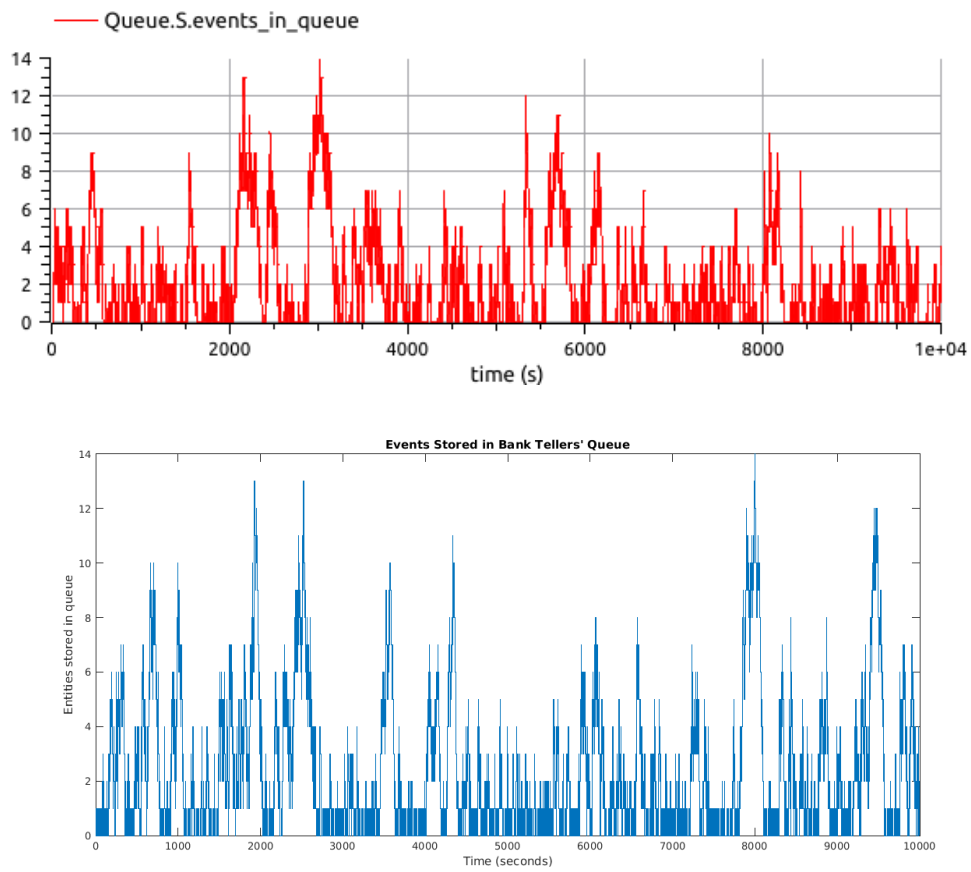 Queue.S.events_in_queue
14
12
10
8
6
4
2
0
0 2000 4000 6000 8000 1e+04
time (s)
Events Stored in Bank Tellers' Queue
14
12
10
8
6
4
2
0
Entities stored in queue
0 1000 2000 3000 4000 5000 6000 7000 8000 9000 10000
Time (seconds)